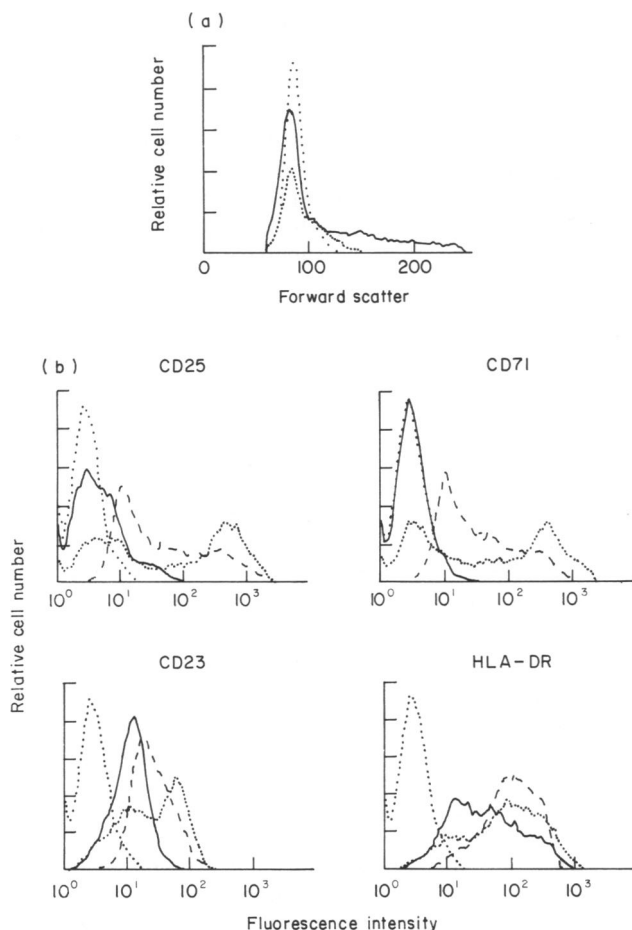 (a)
Relative cell number
0
100
200
Forward scatter
(b)
CD25
CD71
10⁰ 10¹ 10² 10³
10⁰ 10¹ 10² 10³
Relative cell number
CD23
HLA-DR
10⁰ 10¹ 10² 10³
10⁰ 10¹ 10² 10³
Fluorescence intensity